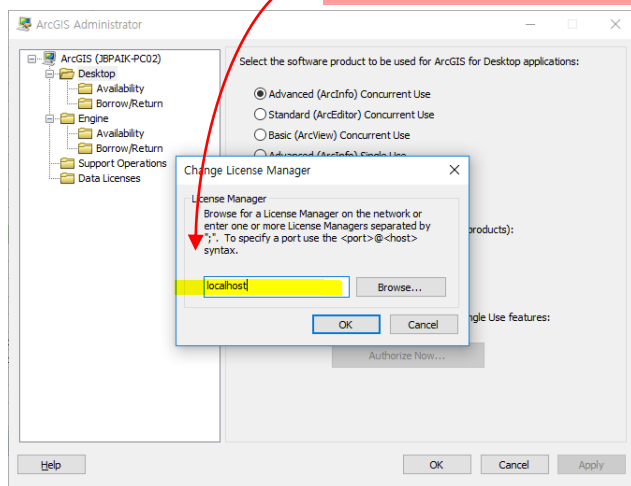 ArcGIS Administrator
ArcGIS (JBPAIK-PC02)
Desktop
Availability
Borrow/Return
Engine
Availability
Borrow/Return
Support Operations
Data Licenses
Select the software product to be used for ArcGIS for Desktop applications:
Advanced (ArcInfo) Concurrent Use
Standard (ArcEditor) Concurrent Use
Basic (ArcView) Concurrent Use
Advanced (ArcInfo) Single Use
Change License Manager
License Manager
Browse for a License Manager on the network or
enter one or more License Managers separated by
";". To specify a port use the <port>@<host>
syntax.
localhost
Browse...
OK Cancel
products):
ngle Use features:
Authorize Now...
Help
OK Cancel Apply